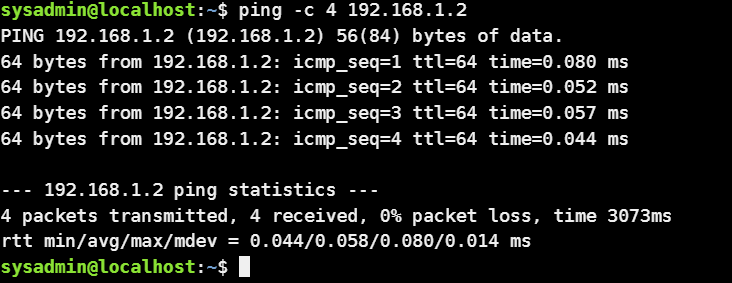 sysadmin@localhost:~$ ping -c 4 192.168.1.2
PING 192.168.1.2 (192.168.1.2) 56(84) bytes of data.
64 bytes from 192.168.1.2: icmp_seq=1 ttl=64 time=0.080 ms
64 bytes from 192.168.1.2: icmp_seq=2 ttl=64 time=0.052 ms
64 bytes from 192.168.1.2: icmp_seq=3 ttl=64 time=0.057 ms
64 bytes from 192.168.1.2: icmp_seq=4 ttl=64 time=0.044 ms

--- 192.168.1.2 ping statistics ---
4 packets transmitted, 4 received, 0% packet loss, time 3073ms
rtt min/avg/max/mdev = 0.044/0.058/0.080/0.014 ms
sysadmin@localhost:~$